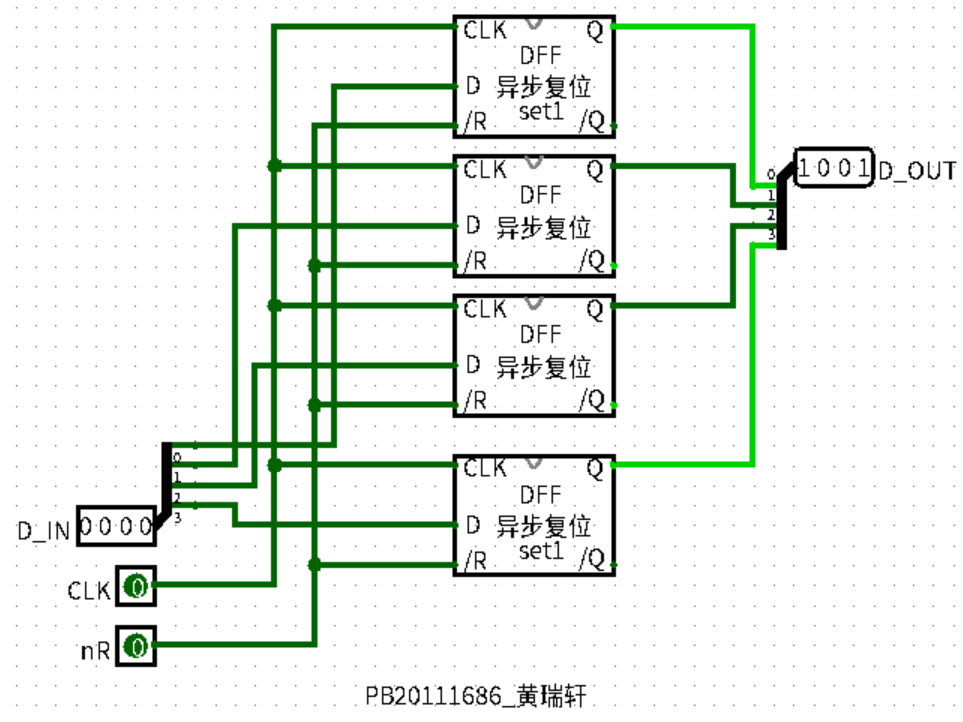 CLK Q
DFF
D 异步复位
set1
/R /Q
CLK Q
DFF
D 异步复位
/R /Q
CLK Q
DFF
D 异步复位
/R /Q
CLK Q
DFF
D 异步复位
set1
/R /Q
0
1
2
3
1001 D_OUT
0
1
2
3
D_IN 0000
CLK 0
nR 0
PB20111686_黄瑞轩